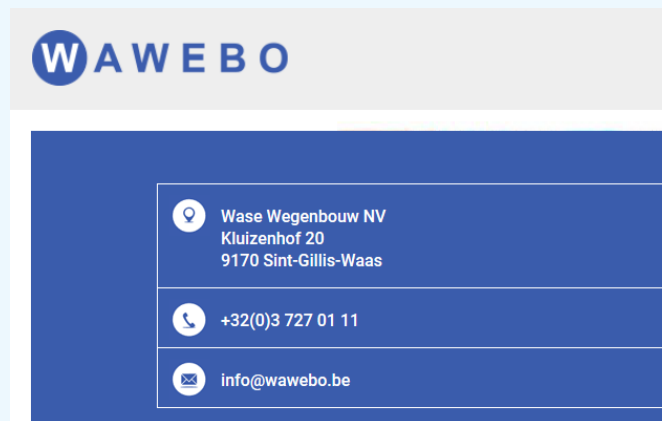 WAWEBO
Wase Wegenbouw NV
Kluizenhof 20
9170 Sint-Gillis-Waas
+32(0)3 727 01 11
info@wawebo.be